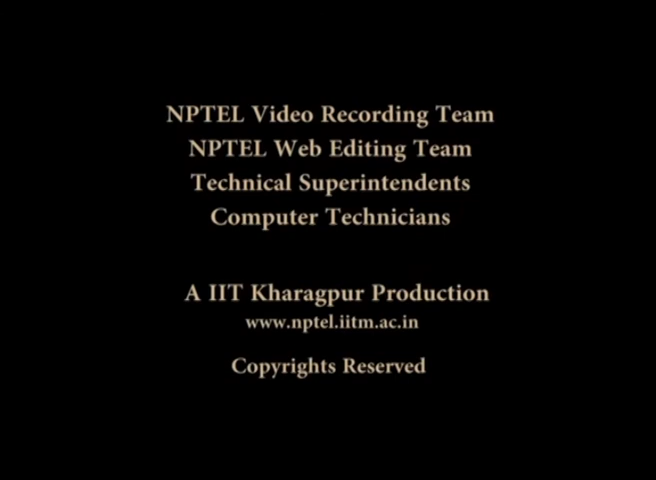 NPTEL Video Recording Team
NPTEL Web Editing Team
Technical Superintendents
Computer Technicians
A IIT Kharagpur Production
www.nptel.iitm.ac.in
Copyrights Reserved